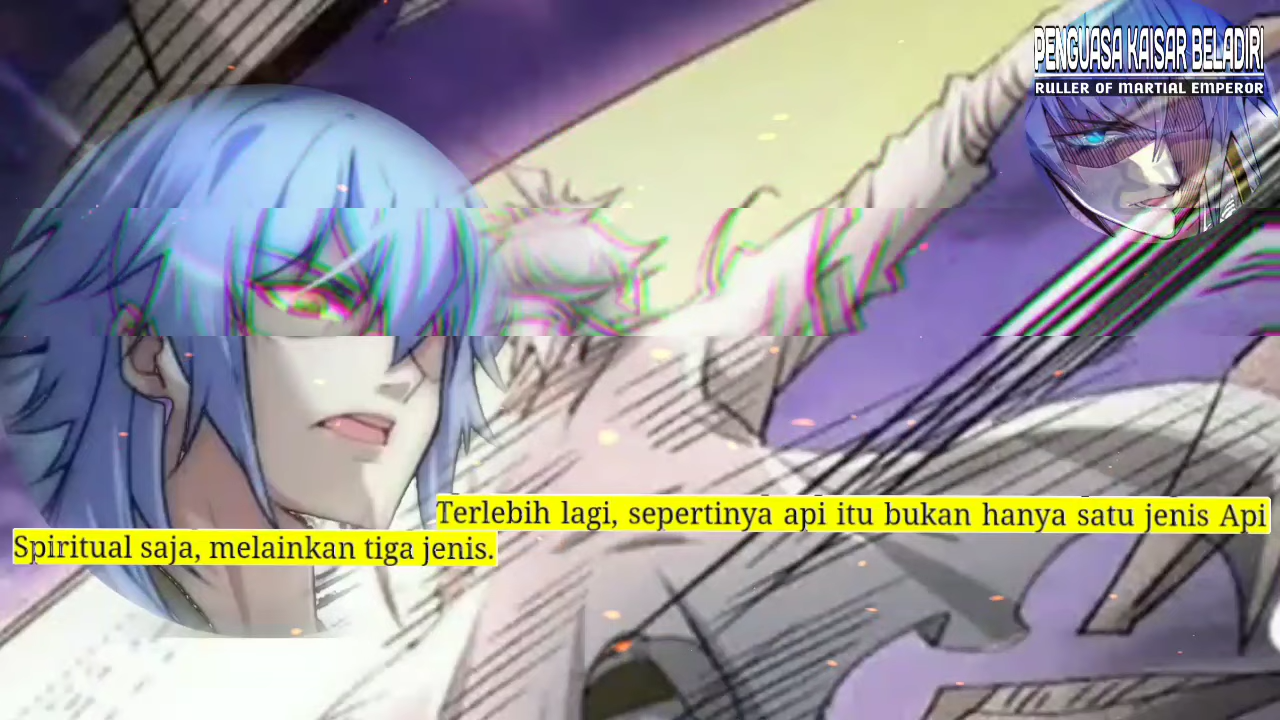 PENGUASA KAISAR BELADIRI
RULLER OF MARTIAL EMPEROR
Terlebih lagi, sepertinya api itu bukan hanya satu jenis Api
Spiritual saja, melainkan tiga jenis.